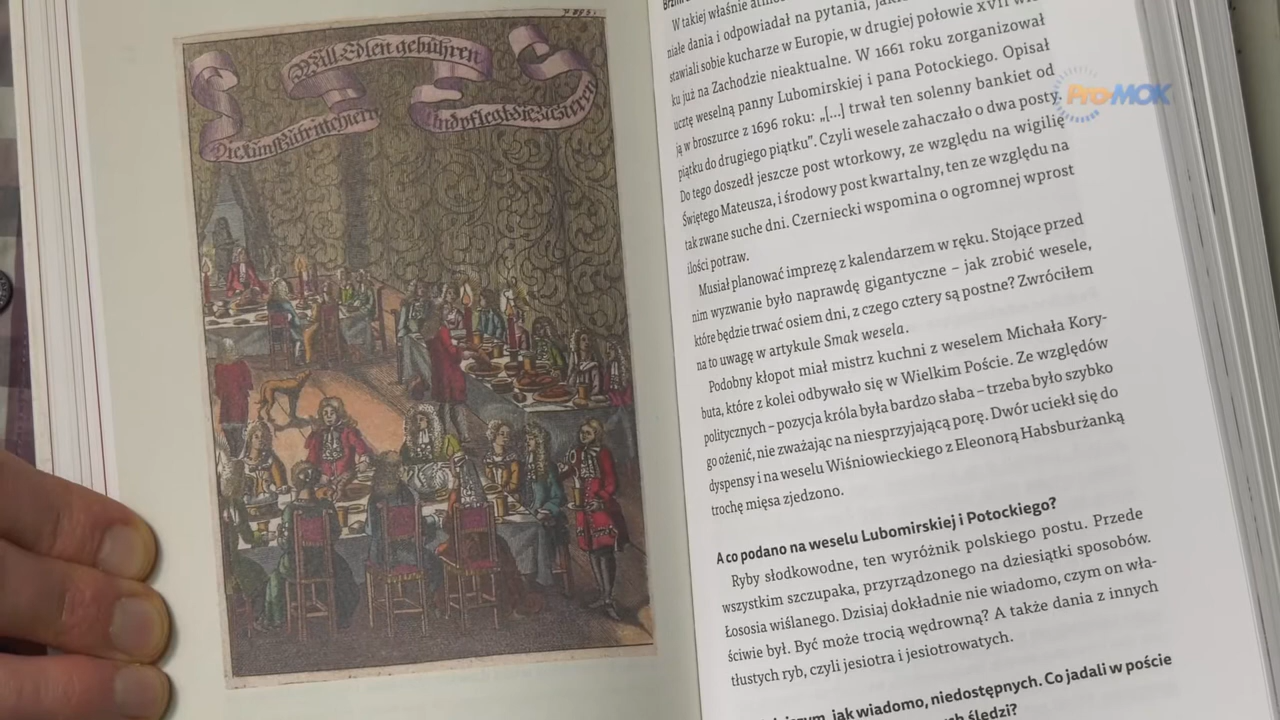 Will Edlen gebühren
Die Kunst Zutrinchiern
W takiej właśnie
niałe dania i odpowiadał na pytania,
stawiali sobie kucharze w Europie, w drugiej połowie XVII
ku już na Zachodzie nieaktualne. W 1661 roku zorganizował
ucztę weselną panny Lubomirskiej i pana Potockiego. Opisał
ją w broszurce z 1696 roku: „[…] trwał ten solenny bankiet od
piątku do drugiego piątku”. Czyli wesele zahaczało o dwa posty.
Do tego doszedł jeszcze post wtorkowy, ze względu na wigilię
Świętego Mateusza, i środowy post kwartalny, ten ze względu na
tak zwane suche dni. Czerniecki wspomina o ogromnej wprost
ilości potraw.
Musiał planować imprezę z kalendarzem w ręku. Stojące przed
nim wyzwanie było naprawdę gigantyczne – jak zrobić wesele,
które będzie trwać osiem dni, z czego cztery są postne? Zwróciłem
na to uwagę w artykule Smak wesela.
Podobny kłopot miał mistrz kuchni z weselem Michała Kory-
buta, które z kolei odbywało się w Wielkim Poście. Ze względów
politycznych – pozycja króla była bardzo słaba – trzeba było szybko
go ożenić, nie zważając na niesprzyjającą porę. Dwór uciekł się do
dyspensy i na weselu Wiśniowieckiego z Eleonorą Habsburżanką
trochę mięsa zjedzono.
A co podano na weselu Lubomirskiej i Potockiego?
Ryby słodkowodne, ten wyróżnik polskiego postu. Przede
wszystkim szczupaka, przyrządzonego na dziesiątki sposobów.
Łososia wiślanego. Dzisiaj dokładnie nie wiadomo, czym on wła-
ściwie był. Być może trocią wędrowną? A także dania z innych
tłustych ryb, czyli jesiotra i jesiotrowatych.
jak wiadomo, niedostępnych. Co jadali w poście
śledzi?
ProMOK